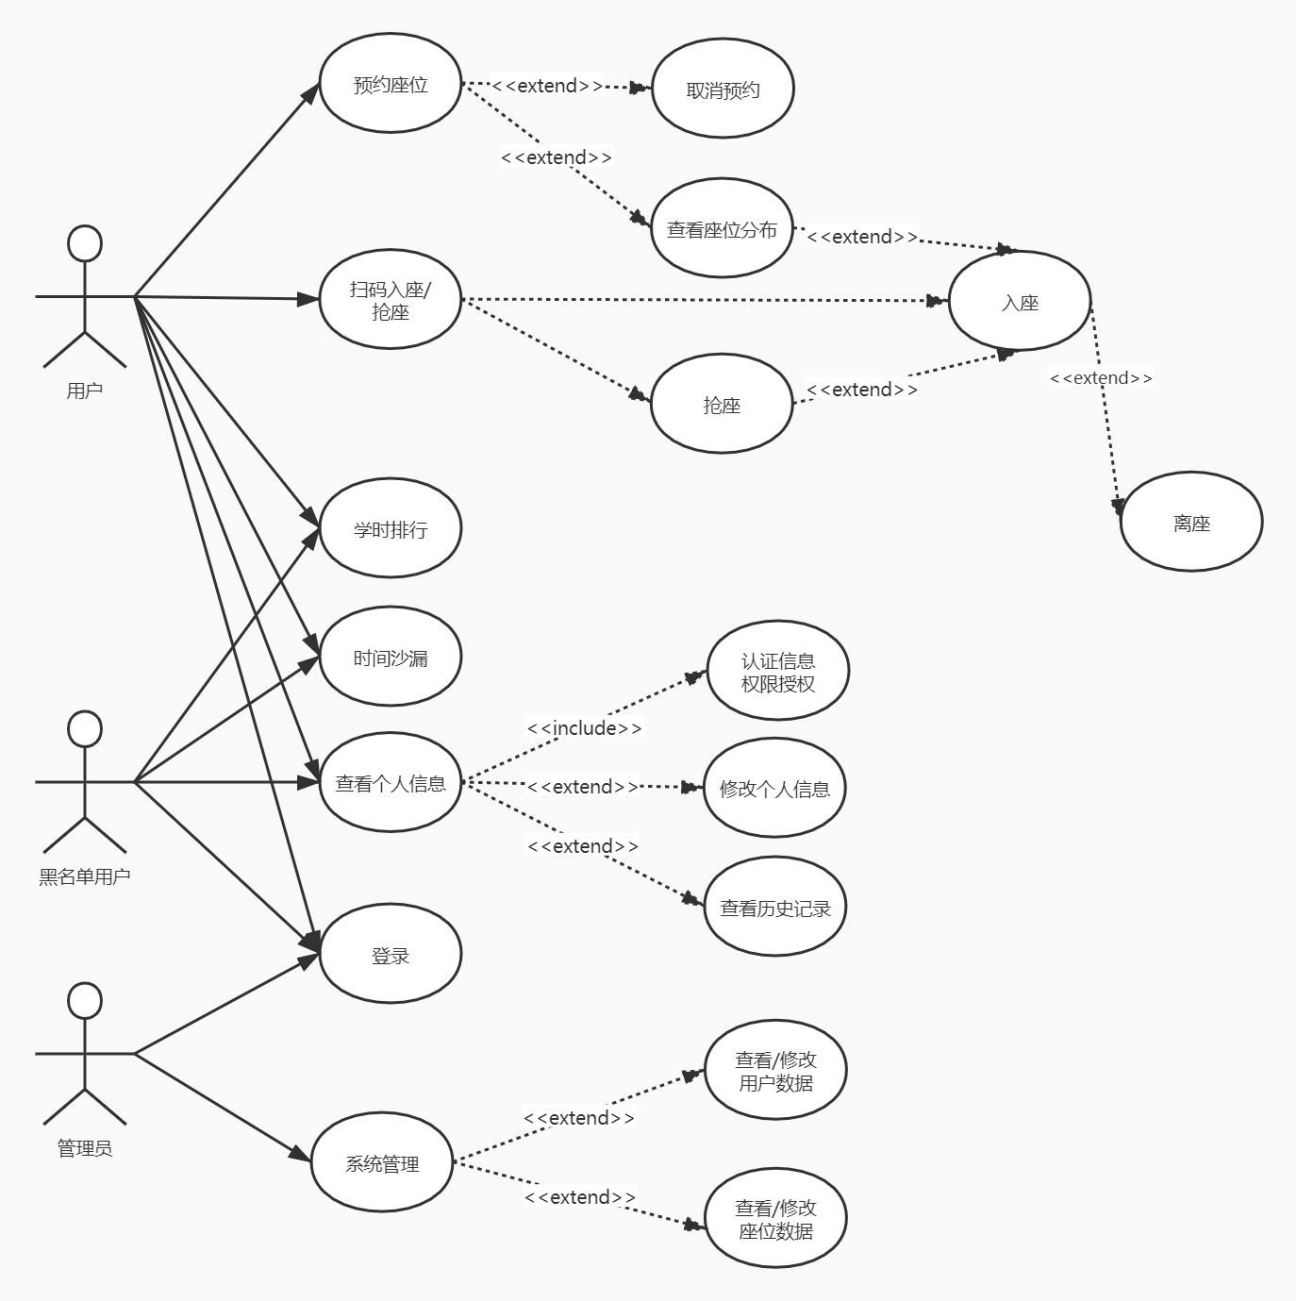 预约座位
<<extend>>
取消预约
<<extend>>
查看座位分布
<<extend>>
用户
扫码入座/
抢座
入座
抢座
<<extend>>
<<extend>>
离座
学时排行
时间沙漏
认证信息
权限授权
<<include>>
黑名单用户
查看个人信息
<<extend>>
修改个人信息
<<extend>>
查看历史记录
登录
管理员
系统管理
<<extend>>
查看/修改
用户数据
<<extend>>
查看/修改
座位数据